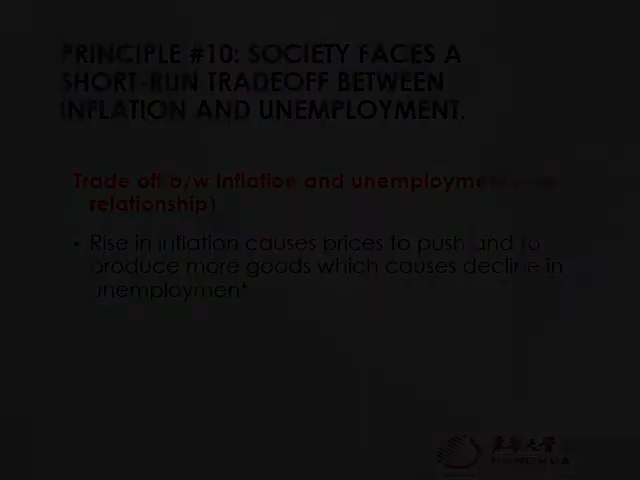 PRINCIPLE #10: SOCIETY FACES A
SHORT-RUN TRADEOFF BETWEEN
INFLATION AND UNEMPLOYMENT.
Trade off b/w Inflation and unemployment
relationship)
• Rise in inflation causes prices to push and to
produce more goods which causes decline in
unemployment